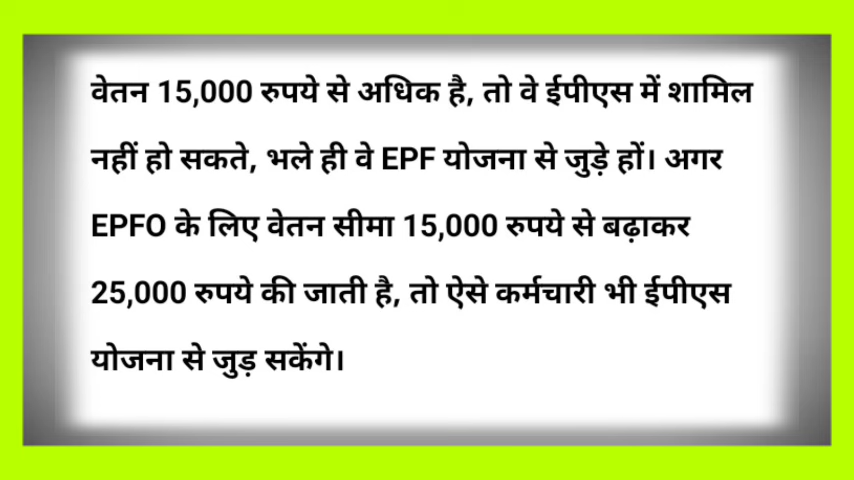 वेतन 15,000 रुपये से अधिक है, तो वे ईपीएस में शामिल
नहीं हो सकते, भले ही वे EPF योजना से जुड़े हों। अगर
EPFO के लिए वेतन सीमा 15,000 रुपये से बढ़ाकर
25,000 रुपये की जाती है, तो ऐसे कर्मचारी भी ईपीएस
योजना से जुड़ सकेंगे।